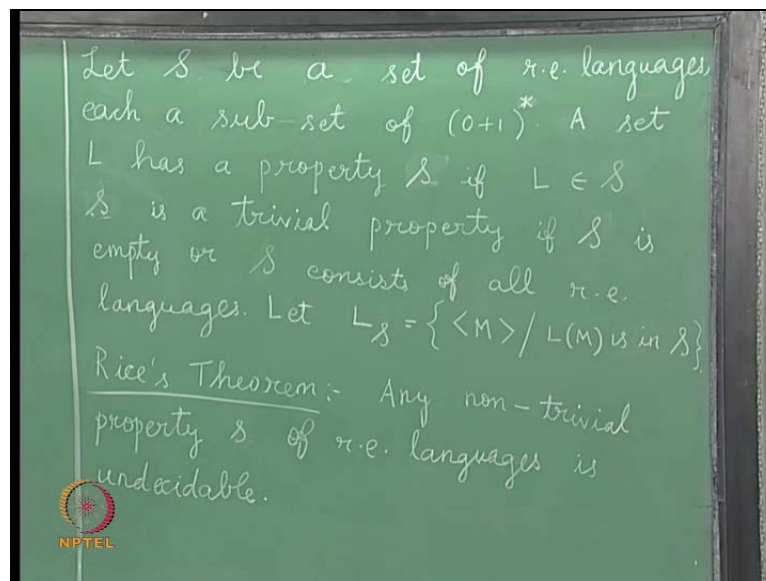 Let S be a set of r.e. languages,
each a sub-set of (0+1)*. A set
L has a property S if L ∈ S
S is a trivial property if S is
empty or S consists of all r.e.
languages. Let L_S = {<M> / L(M) is in S}
Rice's Theorem:- Any non-trivial
property S of r.e. languages is
undecidable.
NPTEL